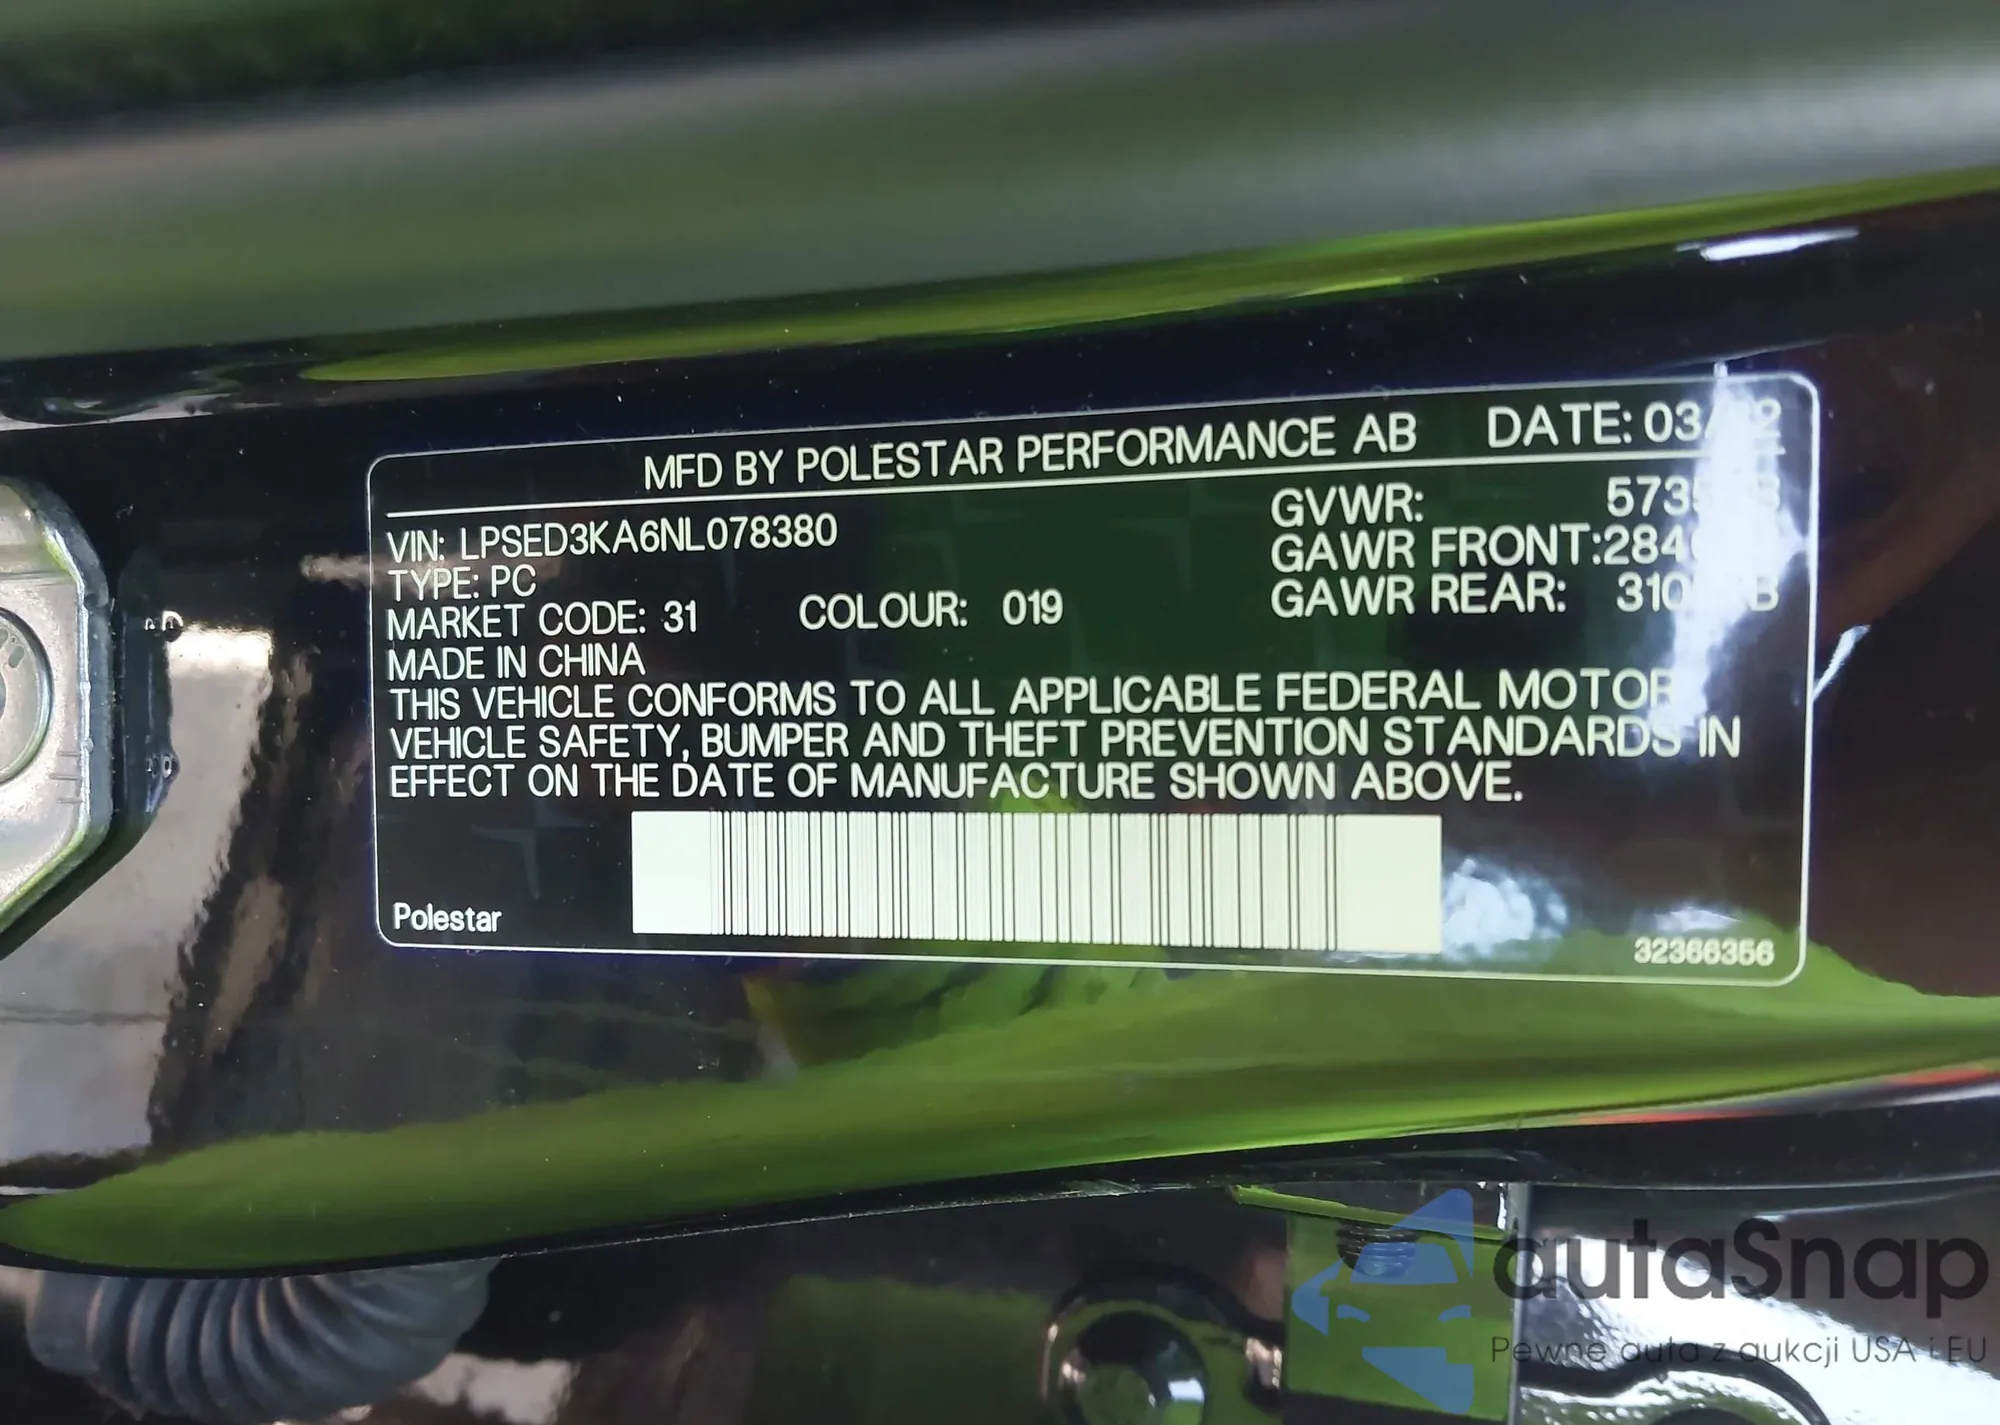 MFD BY POLESTAR PERFORMANCE AB DATE:
VIN: LPSED3KA6NL078380
GVWR:
TYPE: PC
GAWR FRONT:
MARKET CODE: 31 COLOUR: 019
GAWR REAR:
MADE IN CHINA
THIS VEHICLE CONFORMS TO ALL APPLICABLE FEDERAL MOTOR
VEHICLE SAFETY, BUMPER AND THEFT PREVENTION STANDARDS IN
EFFECT ON THE DATE OF MANUFACTURE SHOWN ABOVE.
Polestar
32366356
autaSnap
Pewne auta z aukcji USA i EU